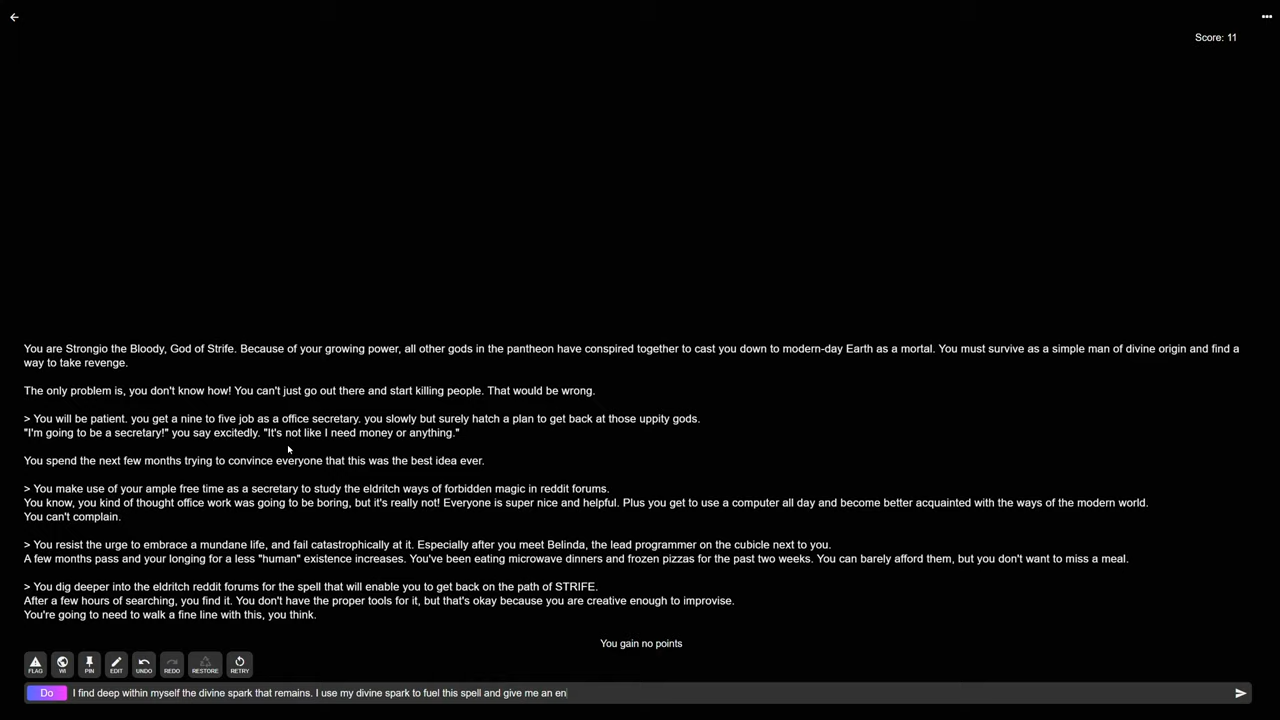 Score: 11
You are Strongio the Bloody, God of Strife. Because of your growing power, all other gods in the pantheon have conspired together to cast you down to modern-day Earth as a mortal. You must survive as a simple man of divine origin and find a
way to take revenge.
The only problem is, you don't know how! You can't just go out there and start killing people. That would be wrong.
> You will be patient. you get a nine to five job as a office secretary. you slowly but surely hatch a plan to get back at those uppity gods.
"I'm going to be a secretary!" you say excitedly. "It's not like I need money or anything."
You spend the next few months trying to convince everyone that this was the best idea ever.
> You make use of your ample free time as a secretary to study the eldritch ways of forbidden magic in reddit forums.
You know, you kind of thought office work was going to be boring, but it's really not! Everyone is super nice and helpful. Plus you get to use a computer all day and become better acquainted with the ways of the modern world.
You can't complain.
> You resist the urge to embrace a mundane life, and fail catastrophically at it. Especially after you meet Belinda, the lead programmer on the cubicle next to you.
A few months pass and your longing for a less "human" existence increases. You've been eating microwave dinners and frozen pizzas for the past two weeks. You can barely afford them, but you don't want to miss a meal.
> You dig deeper into the eldritch reddit forums for the spell that will enable you to get back on the path of STRIFE.
After a few hours of searching, you find it. You don't have the proper tools for it, but that's okay because you are creative enough to improvise.
You're going to need to walk a fine line with this, you think.
You gain no points
FLAG WI PIN EDIT UNDO REDO RESTORE RETRY
Do I find deep within myself the divine spark that remains. I use my divine spark to fuel this spell and give me an en